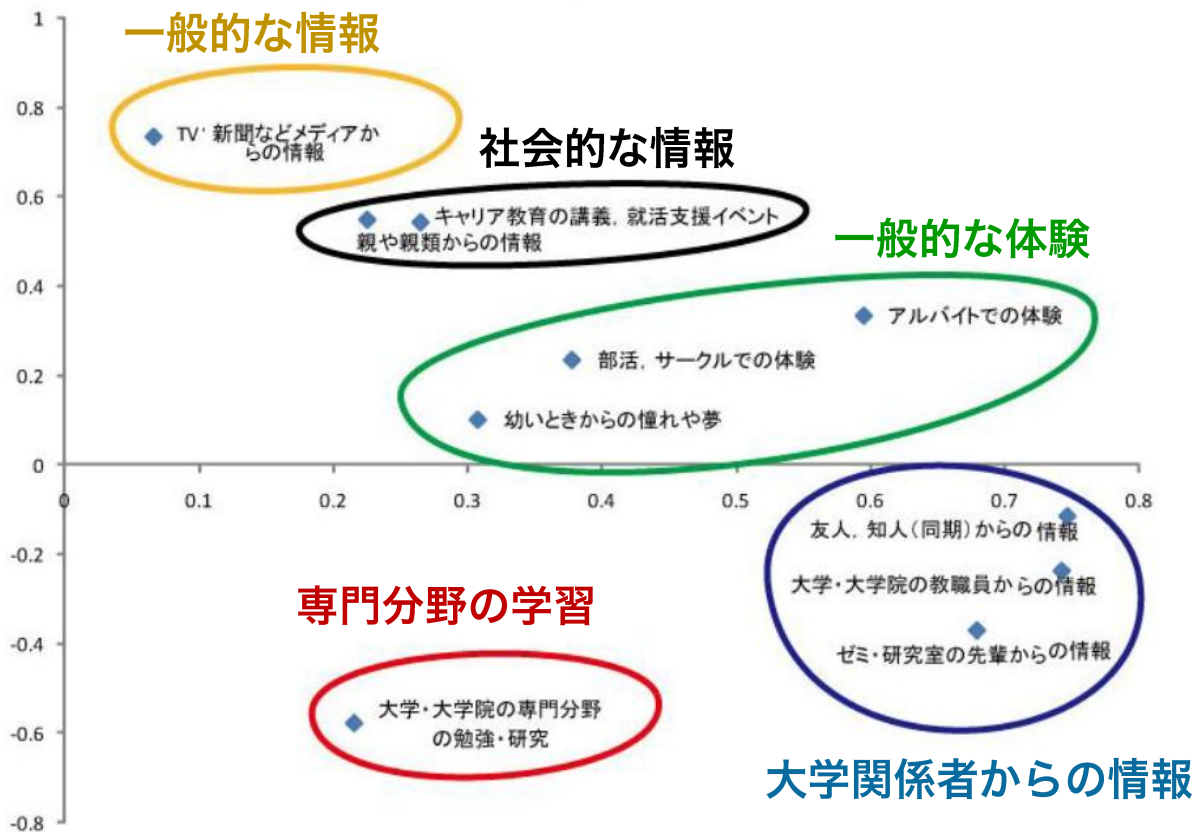 1
一般的な情報
0.8
TV' 新聞などメディアか
らの情報
社会的な情報
0.6
キャリア教育の講義, 就活支援イベント
親や親類からの情報
一般的な体験
0.4
アルバイトでの体験
0.2
部活, サークルでの体験
幼いときからの憧れや夢
0
0 0.1 0.2 0.3 0.4 0.5 0.6 0.7 0.8
友人, 知人(同期)からの情報
-0.2
大学・大学院の教職員からの情報
専門分野の学習
-0.4
ゼミ・研究室の先輩からの情報
大学・大学院の専門分野
-0.6
の勉強・研究
大学関係者からの情報
-0.8